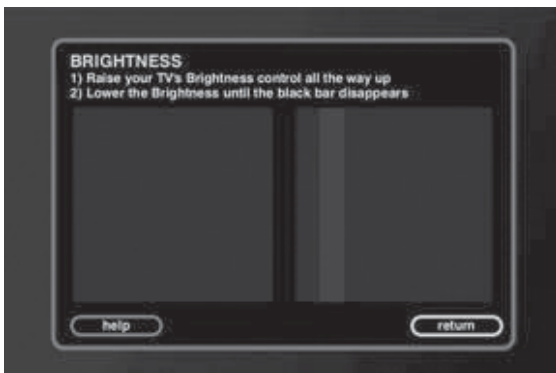 BRIGHTNESS
1) Raise your TV's Brightness control all the way up
2) Lower the Brightness until the black bar disappears
help
return